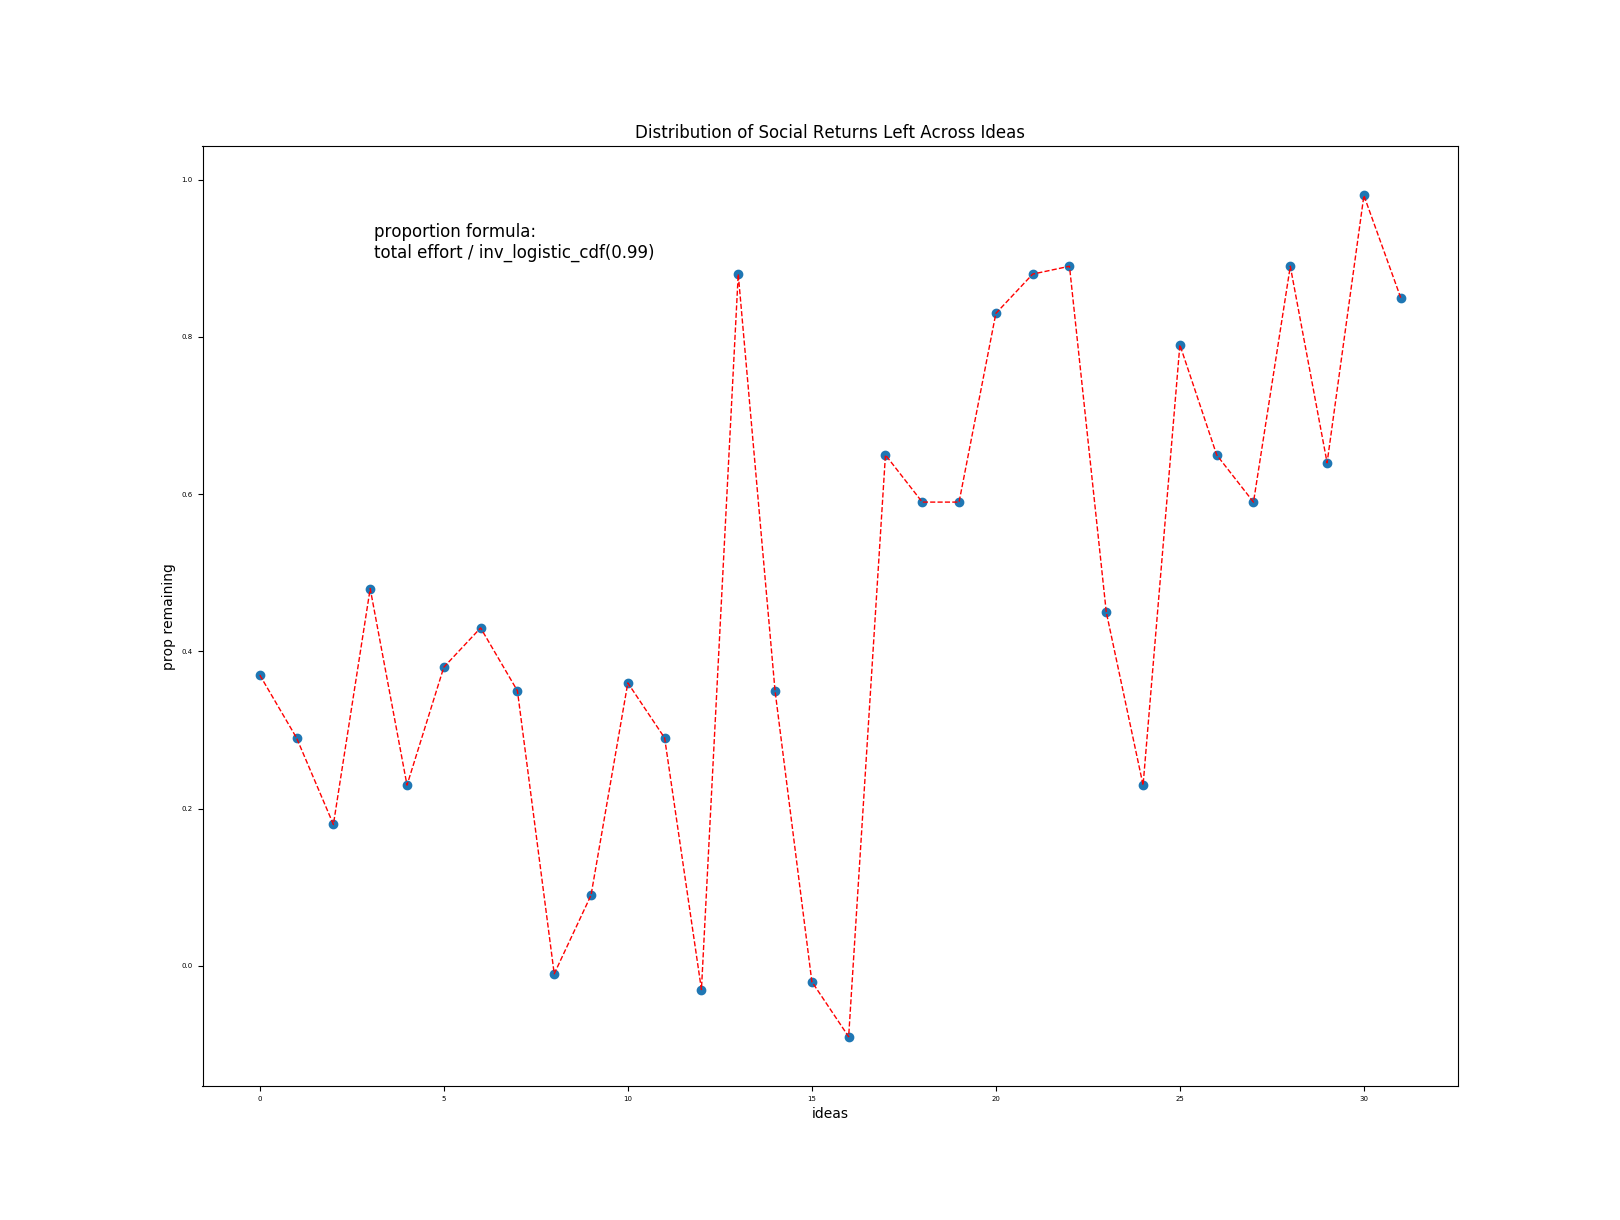 Distribution of Social Returns Left Across Ideas
proportion formula:
total effort / inv_logistic_cdf(0.99)
prop remaining
1.0
0.8
0.6
0.4
0.2
0.0
0 5 10 15 20 25 30
ideas